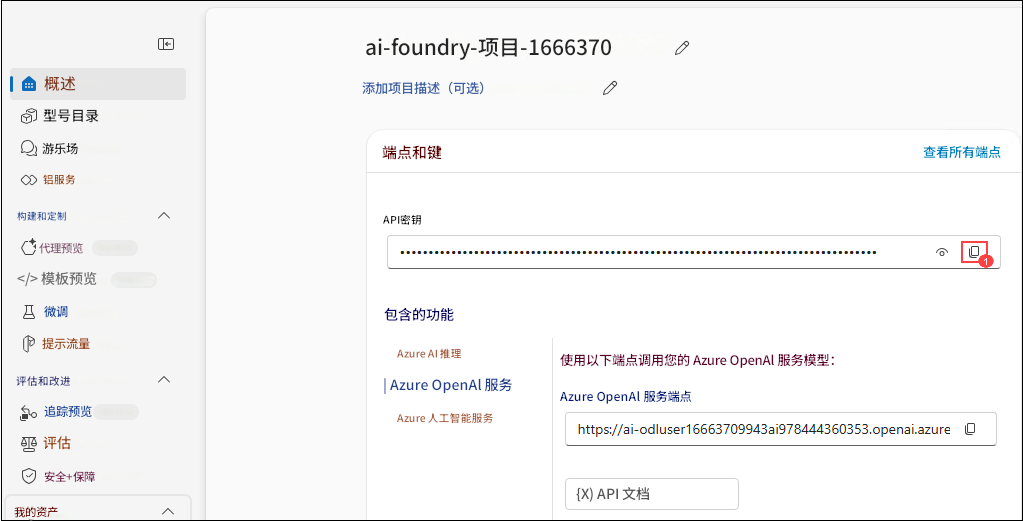 ai-foundry-项目-1666370
添加项目描述（可选）
概述
型号目录
游乐场
铝服务
构建和定制
代理预览
</> 模板预览
微调
提示流量
评估和改进
追踪预览
评估
安全+保障
我的资产
端点和键
查看所有端点
API密钥
••••••••••••••••••••••••••••••••••••••••••••••••••••••••••••••••••••••••••••••••••••
1
包含的功能
Azure AI 推理
Azure OpenAl 服务
Azure 人工智能服务
使用以下端点调用您的 Azure OpenAl 服务模型：
Azure OpenAl 服务端点
https://ai-odluser16663709943ai978444360353.openai.azure
{X) API 文档